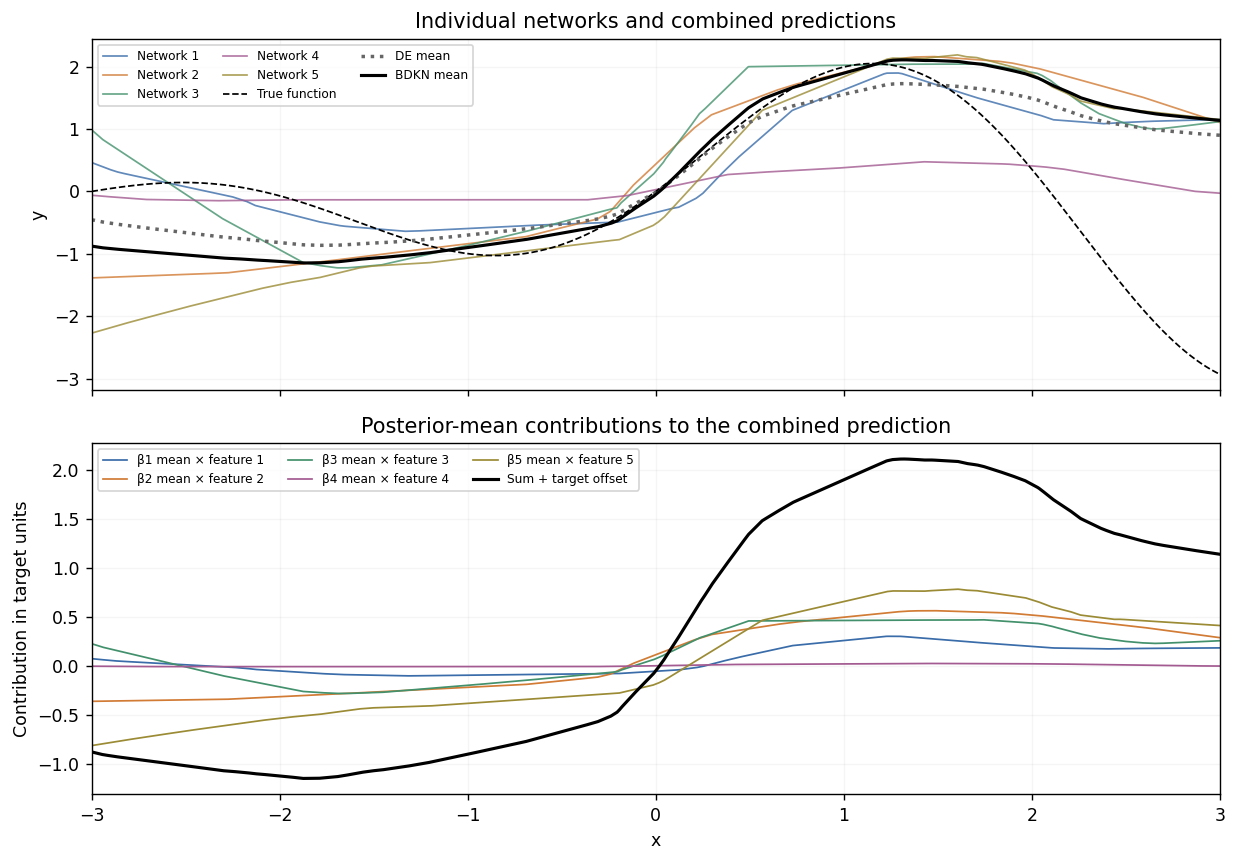 Individual networks and combined predictions
Network 1
Network 2
Network 3
Network 4
Network 5
True function
DE mean
BDKN mean
2
1
0
−1
−2
−3
y
Posterior-mean contributions to the combined prediction
β1 mean × feature 1
β2 mean × feature 2
β3 mean × feature 3
β4 mean × feature 4
β5 mean × feature 5
Sum + target offset
2.0
1.5
1.0
0.5
0.0
−0.5
−1.0
Contribution in target units
−3
−2
−1
0
1
2
3
x